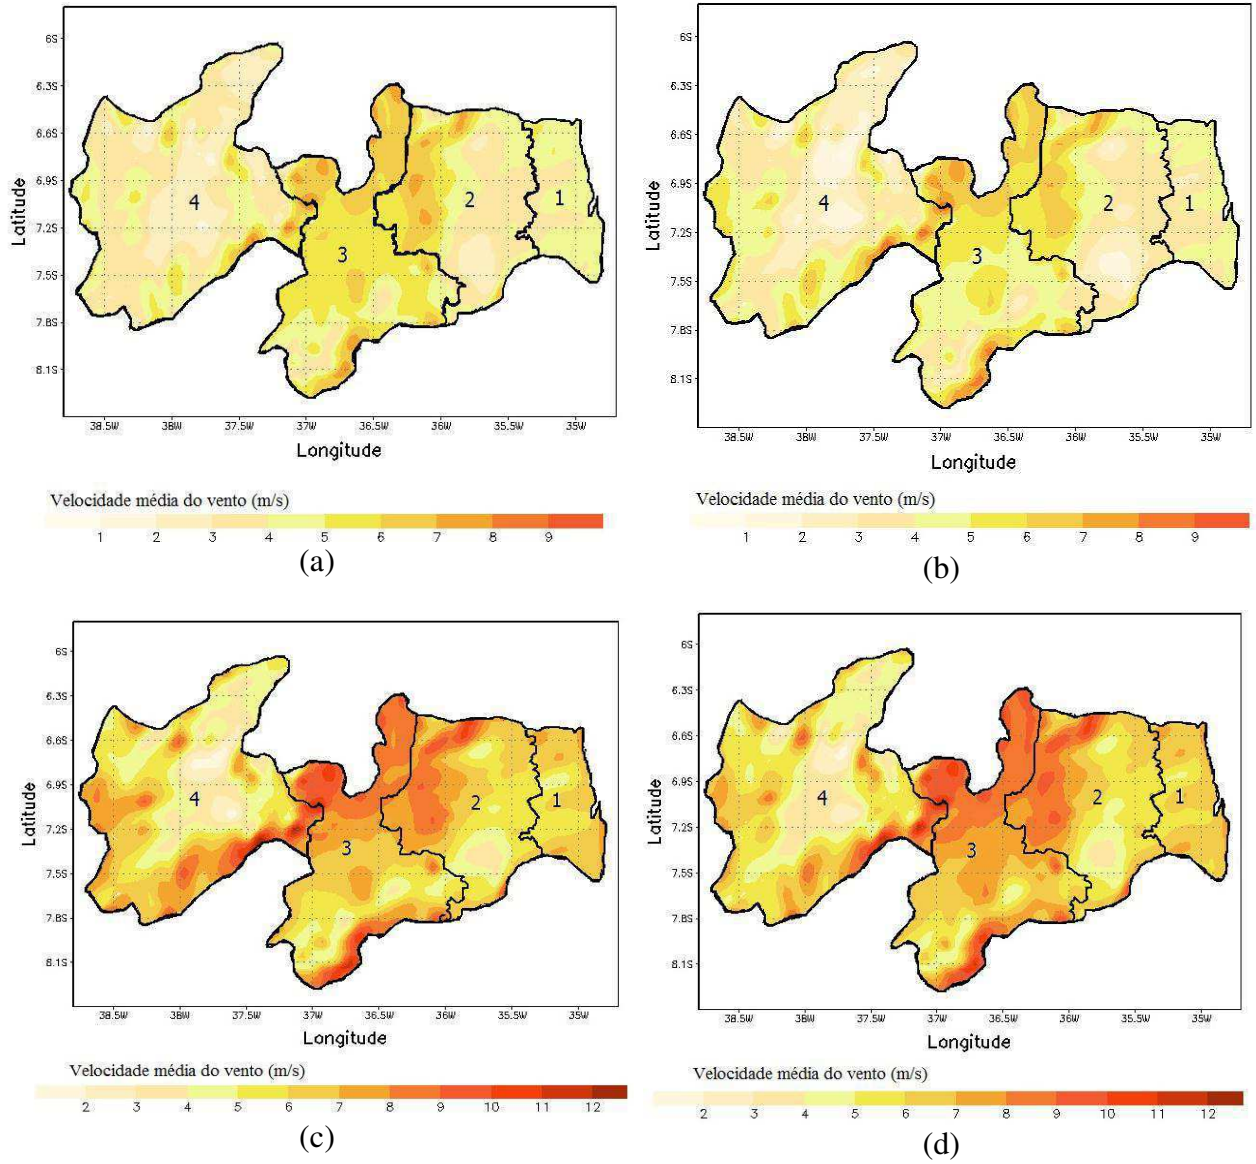 6S
6.3S
6.6S
6.9S
7.2S
7.5S
7.8S
8.1S
Latitude
4
3
2
1
38.5W 38W 37.5W 37W 36.5W 36W 35.5W 35W
Longitude
Velocidade média do vento (m/s)
1 2 3 4 5 6 7 8 9
(a)
6S
6.3S
6.6S
6.9S
7.2S
7.5S
7.8S
8.1S
Latitude
4
3
2
1
38.5W 38W 37.5W 37W 36.5W 36W 35.5W 35W
Longitude
Velocidade média do vento (m/s)
1 2 3 4 5 6 7 8 9
(b)
6S
6.3S
6.6S
6.9S
7.2S
7.5S
7.8S
8.1S
Latitude
4
3
2
1
38.5W 38W 37.5W 37W 36.5W 36W 35.5W 35W
Longitude
Velocidade média do vento (m/s)
2 3 4 5 6 7 8 9 10 11 12
(c)
6S
6.3S
6.6S
6.9S
7.2S
7.5S
7.8S
8.1S
Latitude
4
3
2
1
38.5W 38W 37.5W 37W 36.5W 36W 35.5W 35W
Longitude
Velocidade média do vento (m/s)
2 3 4 5 6 7 8 9 10 11 12
(d)